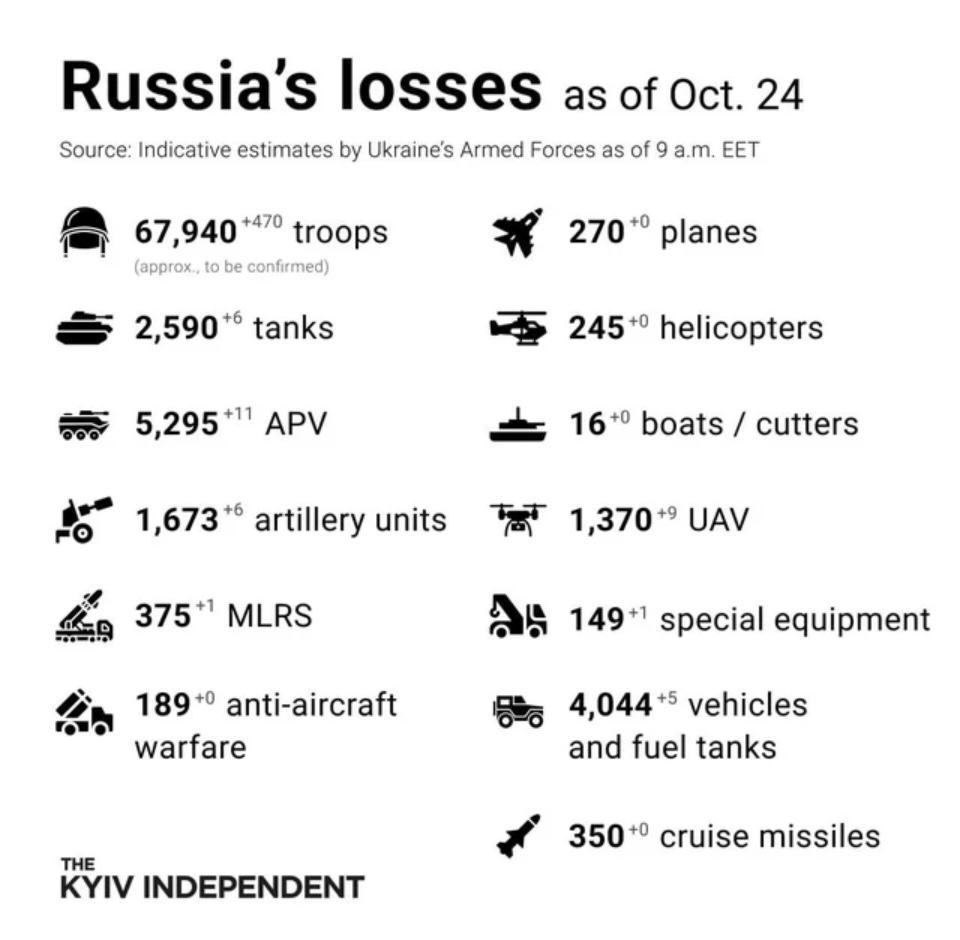 Russia's losses as of Oct. 24
Source: Indicative estimates by Ukraine's Armed Forces as of 9 a.m. EET
67,940 +470 troops
(approx., to be confirmed)
2,590 +6 tanks
5,295 +11 APV
1,673 +6 artillery units
375 +1 MLRS
189 +0 anti-aircraft
warfare
270 +0 planes
245 +0 helicopters
16 +0 boats / cutters
1,370 +9 UAV
149 +1 special equipment
4,044 +5 vehicles
and fuel tanks
350 +0 cruise missiles
THE
KYIV INDEPENDENT